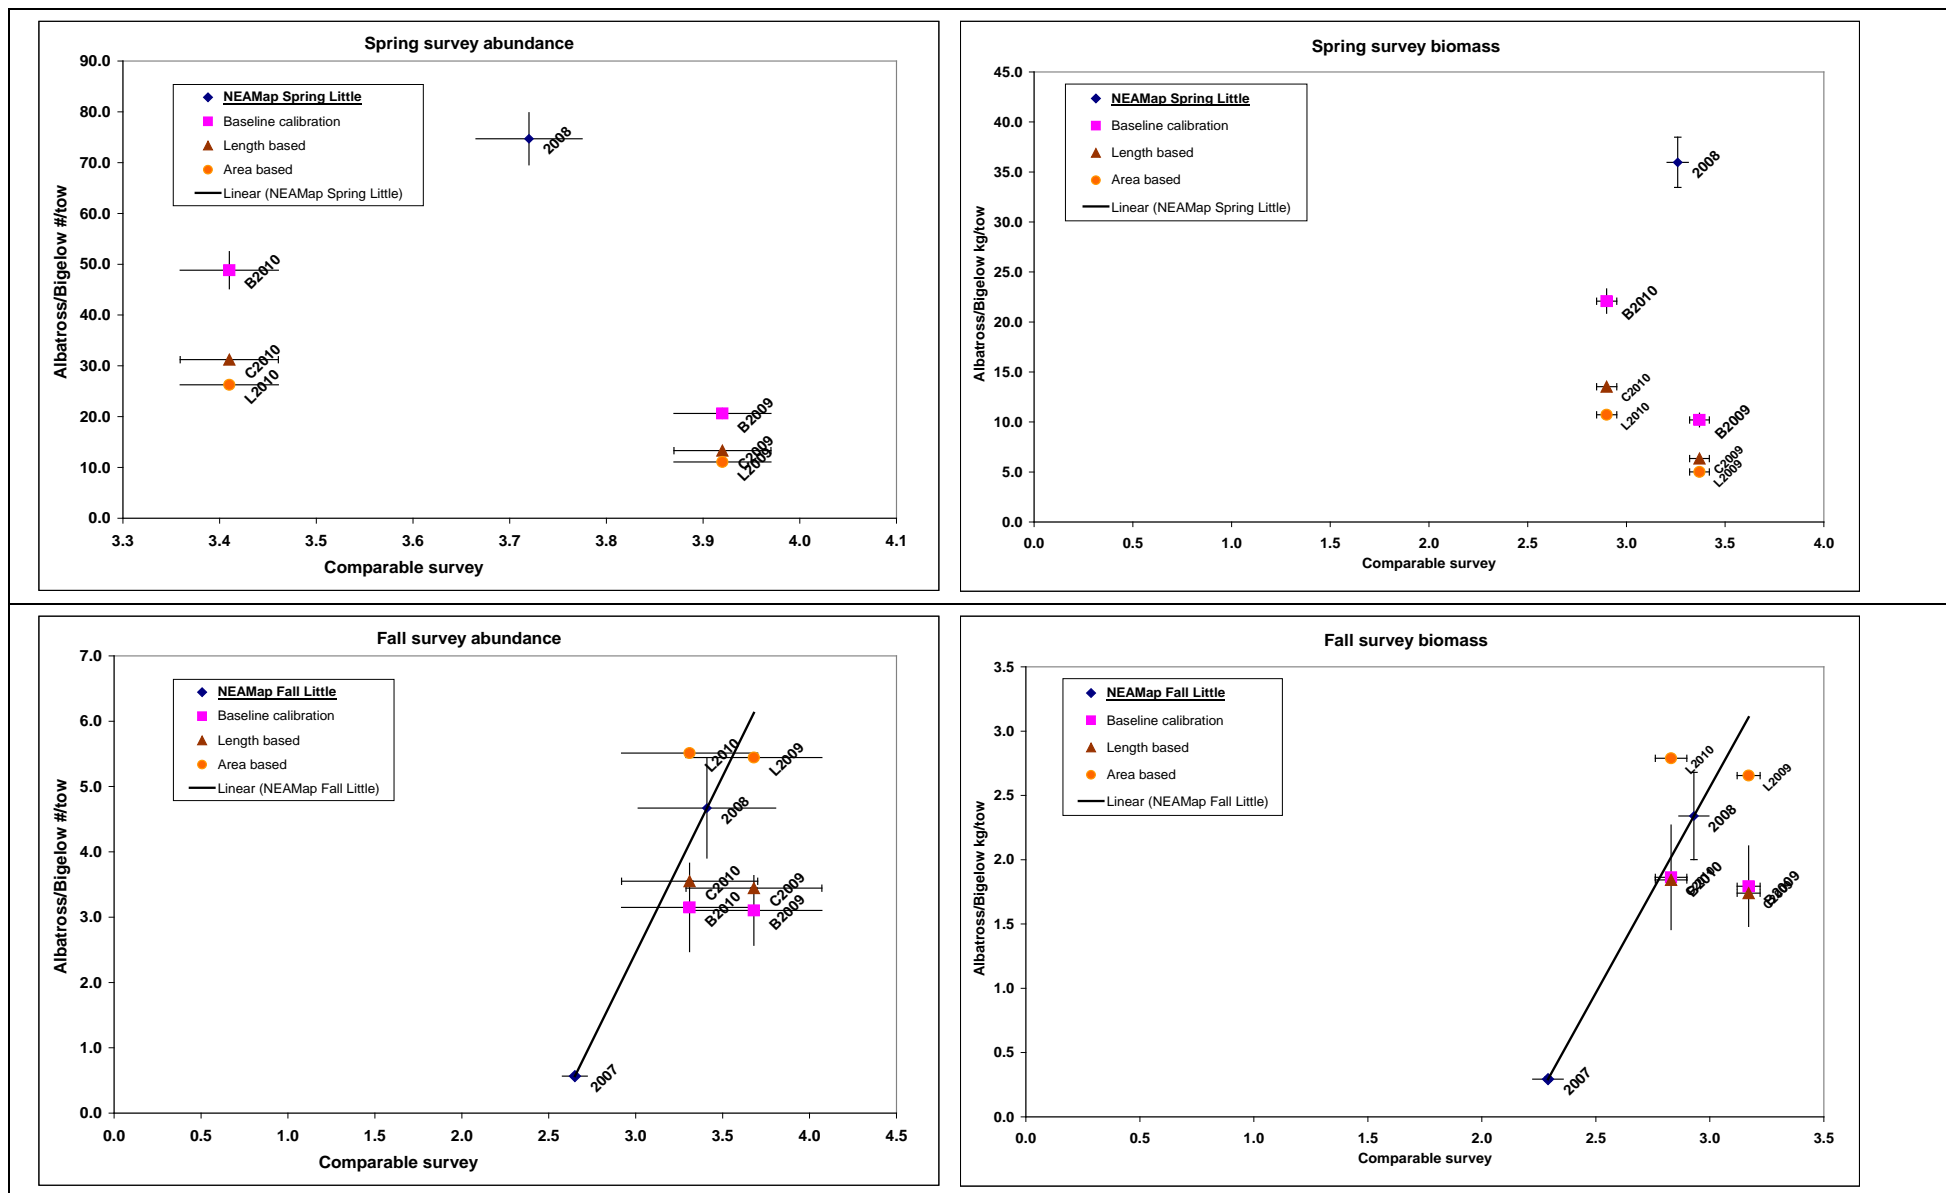 Spring survey abundance
90.0
80.0
70.0
60.0
50.0
40.0
30.0
20.0
10.0
0.0
Albatross/Bigelow #/tow
NEAMap Spring Little
Baseline calibration
Length based
Area based
Linear (NEAMap Spring Little)
2008
B2010
C2010
L2010
B2009
C2009
L2009
3.3 3.4 3.5 3.6 3.7 3.8 3.9 4.0 4.1
Comparable survey
Spring survey biomass
45.0
40.0
35.0
30.0
25.0
20.0
15.0
10.0
5.0
0.0
Albatross/Bigelow kg/tow
NEAMap Spring Little
Baseline calibration
Length based
Area based
Linear (NEAMap Spring Little)
2008
B2010
C2010
L2010
B2009
C2009
L2009
0.0 0.5 1.0 1.5 2.0 2.5 3.0 3.5 4.0
Comparable survey
Fall survey abundance
7.0
6.0
5.0
4.0
3.0
2.0
1.0
0.0
Albatross/Bigelow #/tow
NEAMap Fall Little
Baseline calibration
Length based
Area based
Linear (NEAMap Fall Little)
L2010
L2009
2008
C2010
C2009
B2010
B2009
2007
0.0 0.5 1.0 1.5 2.0 2.5 3.0 3.5 4.0 4.5
Comparable survey
Fall survey biomass
3.5
3.0
2.5
2.0
1.5
1.0
0.5
0.0
Albatross/Bigelow kg/tow
NEAMap Fall Little
Baseline calibration
Length based
Area based
Linear (NEAMap Fall Little)
L2010
L2009
2008
B2010
C2010
B2009
C2009
2007
0.0 0.5 1.0 1.5 2.0 2.5 3.0 3.5
Comparable survey